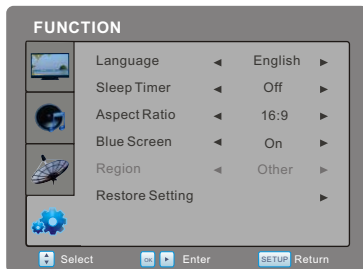 FUNCTION
Language ◄ English ►
Sleep Timer ◄ Off ►
Aspect Ratio ◄ 16:9 ►
Blue Screen ◄ On ►
Region ◄ Other ►
Restore Setting ►
Select OK Enter SETUP Return